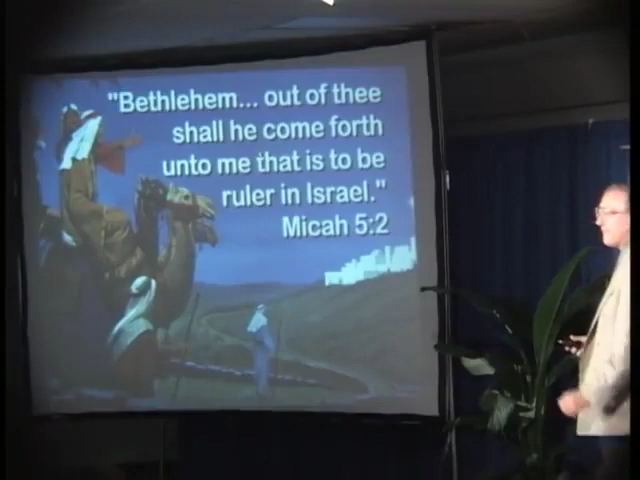 "Bethlehem... out of thee
shall he come forth
unto me that is to be
ruler in Israel."
Micah 5:2